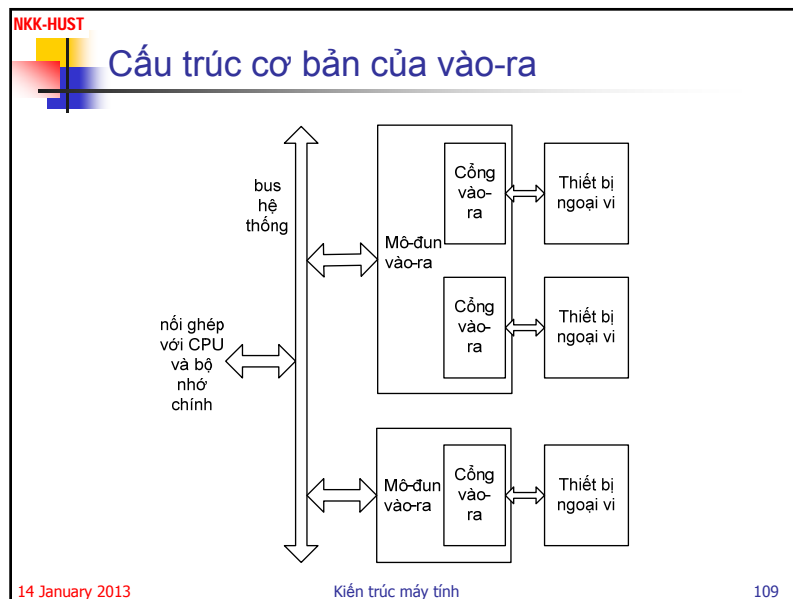 NKK-HUST
Cấu trúc cơ bản của vào-ra
bus
hệ
thống
nối ghép
với CPU
và bộ
nhớ
chính
Mô-đun
vào-ra
Cổng
vào-
ra
Thiết bị
ngoại vi
Cổng
vào-
ra
Thiết bị
ngoại vi
Mô-đun
vào-ra
Cổng
vào-
ra
Thiết bị
ngoại vi
14 January 2013
Kiến trúc máy tính
109